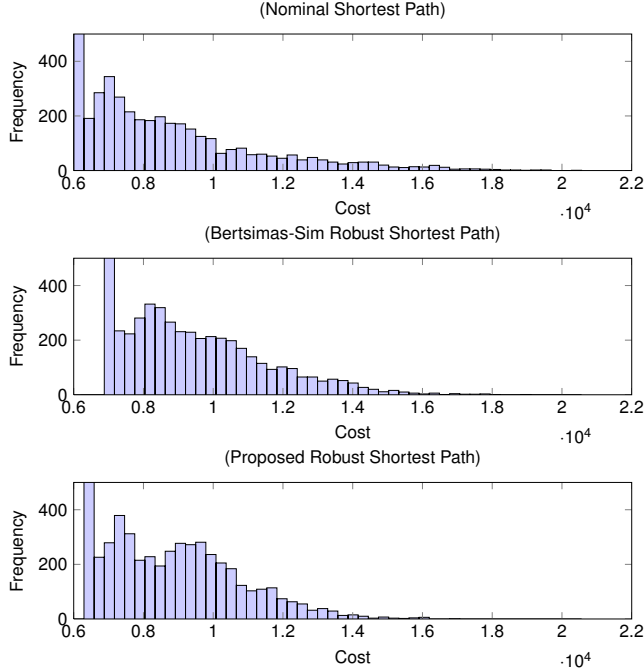 (Nominal Shortest Path)
400
200
0
Frequency
0.6 0.8 1 1.2 1.4 1.6 1.8 2 2.2
Cost
·10⁴
(Bertsimas-Sim Robust Shortest Path)
400
200
0
Frequency
0.6 0.8 1 1.2 1.4 1.6 1.8 2 2.2
Cost
·10⁴
(Proposed Robust Shortest Path)
400
200
0
Frequency
0.6 0.8 1 1.2 1.4 1.6 1.8 2 2.2
Cost
·10⁴